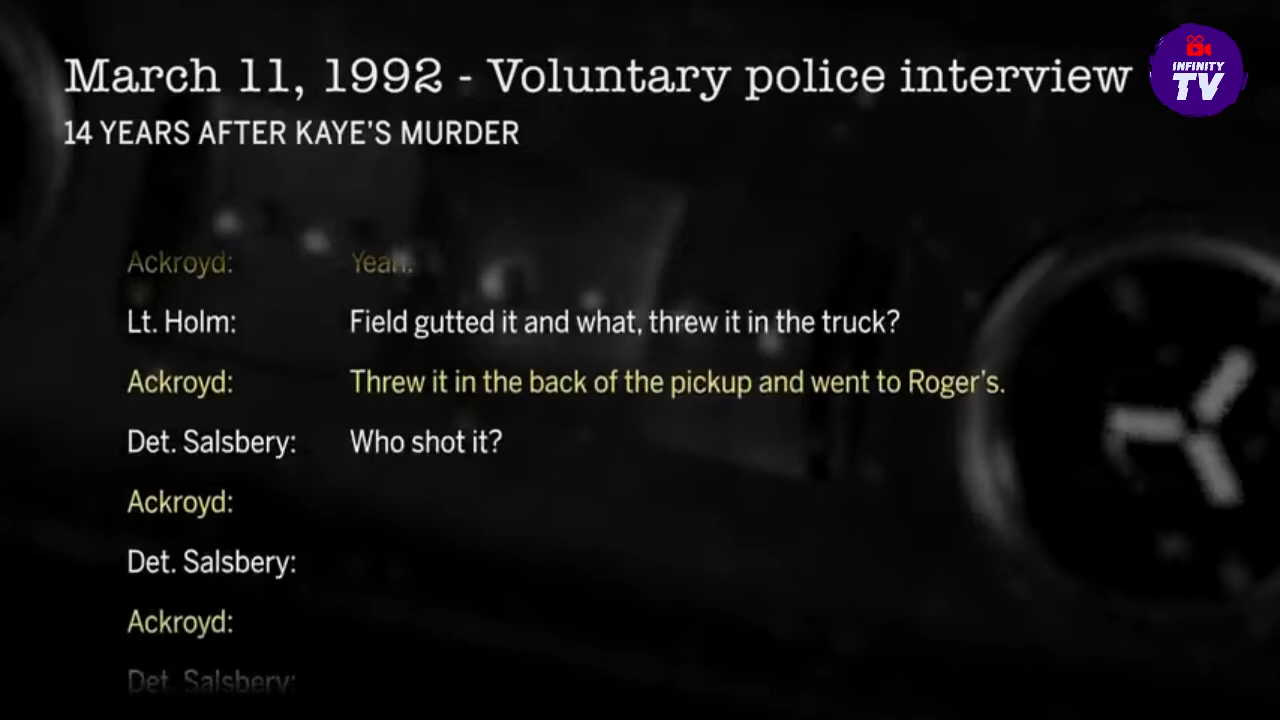 March 11, 1992 - Voluntary police interview
14 YEARS AFTER KAYE'S MURDER
INFINITY
TV
Ackroyd: Yeah.
Lt. Holm: Field gutted it and what, threw it in the truck?
Ackroyd: Threw it in the back of the pickup and went to Roger's.
Det. Salsbery: Who shot it?
Ackroyd:
Det. Salsbery:
Ackroyd:
Det. Salsbery: